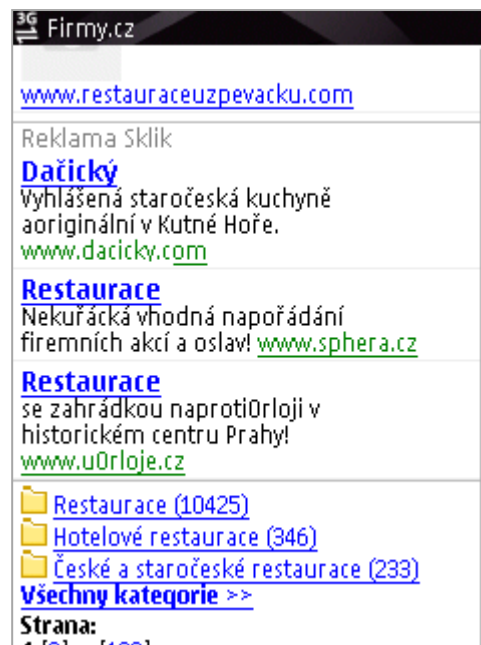 3G Firmy.cz
www.restauraceuzpevacku.com
Reklama Sklik
Dačický
Vyhlášená staročeská kuchyně
aoriginální v Kutné Hoře.
www.dacicky.com
Restaurace
Nekuřácká vhodná napořádání
firemních akcí a oslav! www.sphera.cz
Restaurace
se zahrádkou naprotiOrloji v
historickém centru Prahy!
www.uOrloje.cz
Restaurace (10425)
Hotelové restaurace (346)
České a staročeské restaurace (233)
Všechny kategorie >>
Strana: